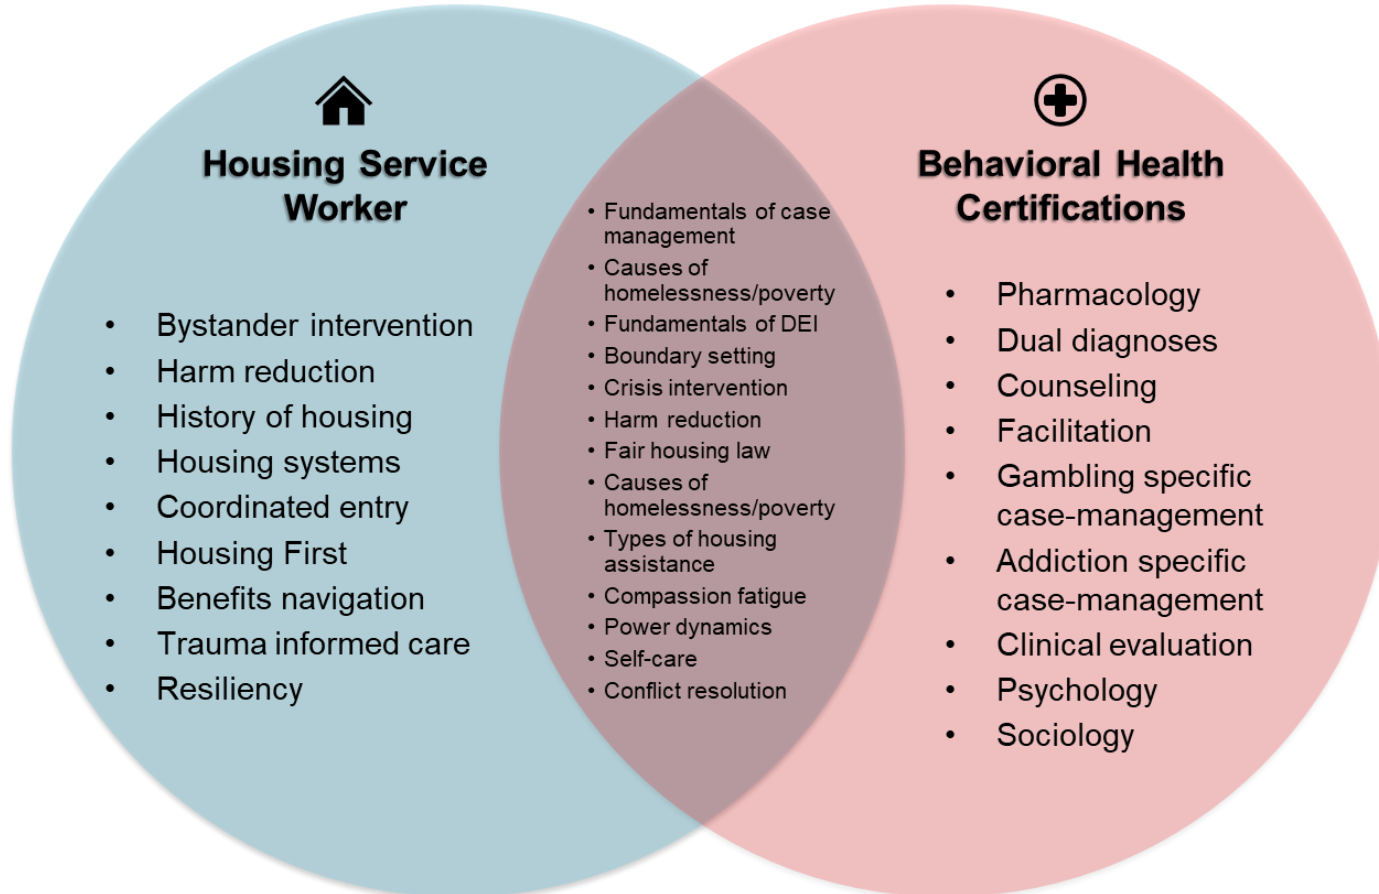 Housing Service
Worker
• Bystander intervention
• Harm reduction
• History of housing
• Housing systems
• Coordinated entry
• Housing First
• Benefits navigation
• Trauma informed care
• Resiliency
• Fundamentals of case
management
• Causes of
homelessness/poverty
• Fundamentals of DEI
• Boundary setting
• Crisis intervention
• Harm reduction
• Fair housing law
• Causes of
homelessness/poverty
• Types of housing
assistance
• Compassion fatigue
• Power dynamics
• Self-care
• Conflict resolution
Behavioral Health
Certifications
• Pharmacology
• Dual diagnoses
• Counseling
• Facilitation
• Gambling specific
case-management
• Addiction specific
case-management
• Clinical evaluation
• Psychology
• Sociology